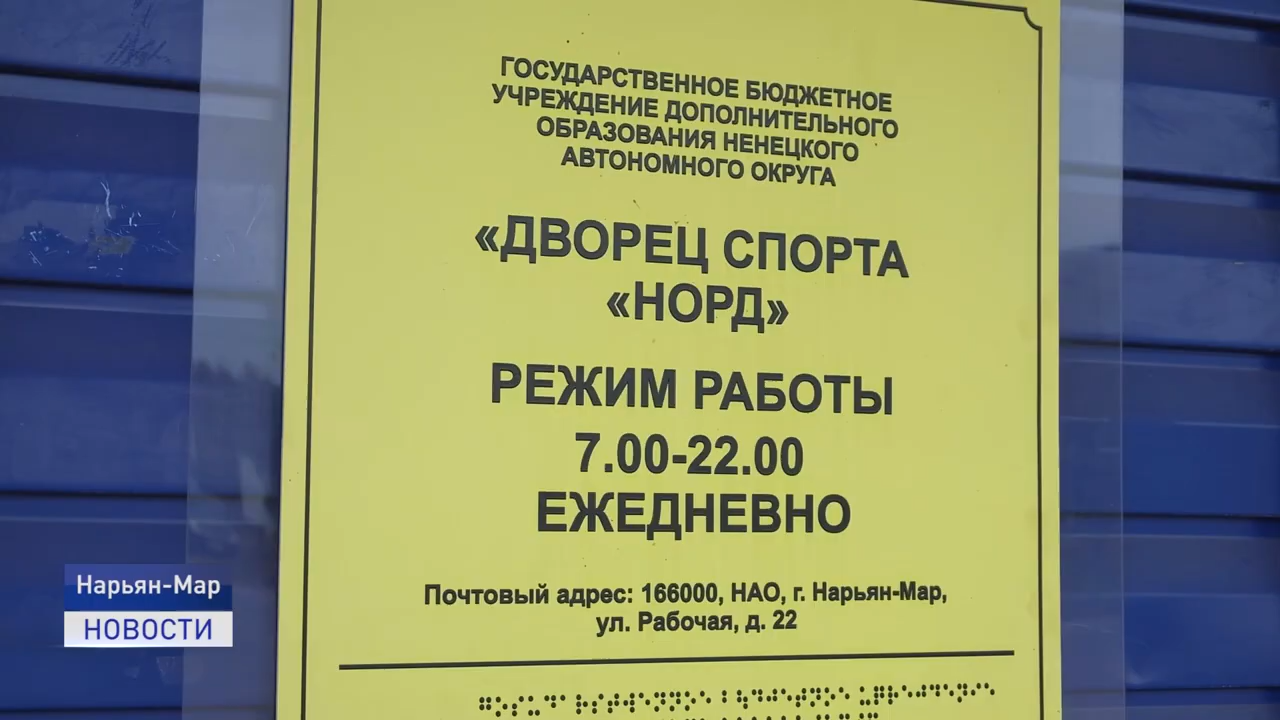 ГОСУДАРСТВЕННОЕ БЮДЖЕТНОЕ
УЧРЕЖДЕНИЕ ДОПОЛНИТЕЛЬНОГО
ОБРАЗОВАНИЯ НЕНЕЦКОГО
АВТОНОМНОГО ОКРУГА
«ДВОРЕЦ СПОРТА
«НОРД»
РЕЖИМ РАБОТЫ
7.00-22.00
ЕЖЕДНЕВНО
Почтовый адрес: 166000, НАО, г. Нарьян-Мар,
ул. Рабочая, д. 22
Нарьян-Мар
НОВОСТИ